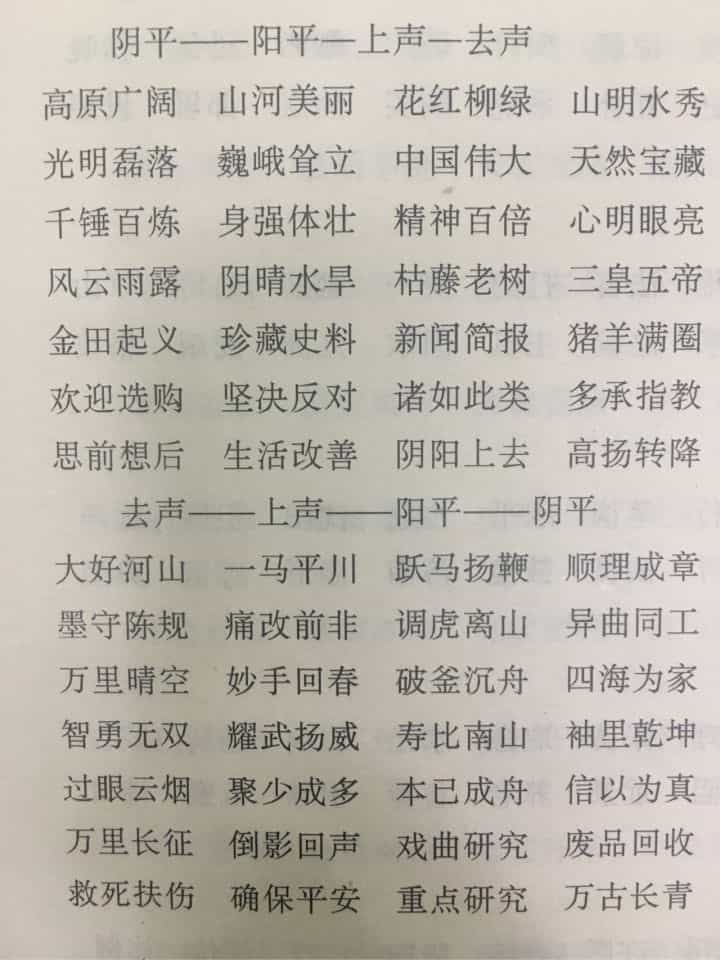 阴平——阳平—上声—去声
高原广阔 山河美丽 花红柳绿 山明水秀
光明磊落 巍峨耸立 中国伟大 天然宝藏
千锤百炼 身强体壮 精神百倍 心明眼亮
风云雨露 阴晴水旱 枯藤老树 三皇五帝
金田起义 珍藏史料 新闻简报 猪羊满圈
欢迎选购 坚决反对 诸如此类 多承指教
思前想后 生活改善 阴阳上去 高扬转降
去声——上声——阳平——阴平
大好河山 一马平川 跃马扬鞭 顺理成章
墨守陈规 痛改前非 调虎离山 异曲同工
万里晴空 妙手回春 破釜沉舟 四海为家
智勇无双 耀武扬威 寿比南山 袖里乾坤
过眼云烟 聚少成多 本已成舟 信以为真
万里长征 倒影回声 戏曲研究 废品回收
救死扶伤 确保平安 重点研究 万古长青